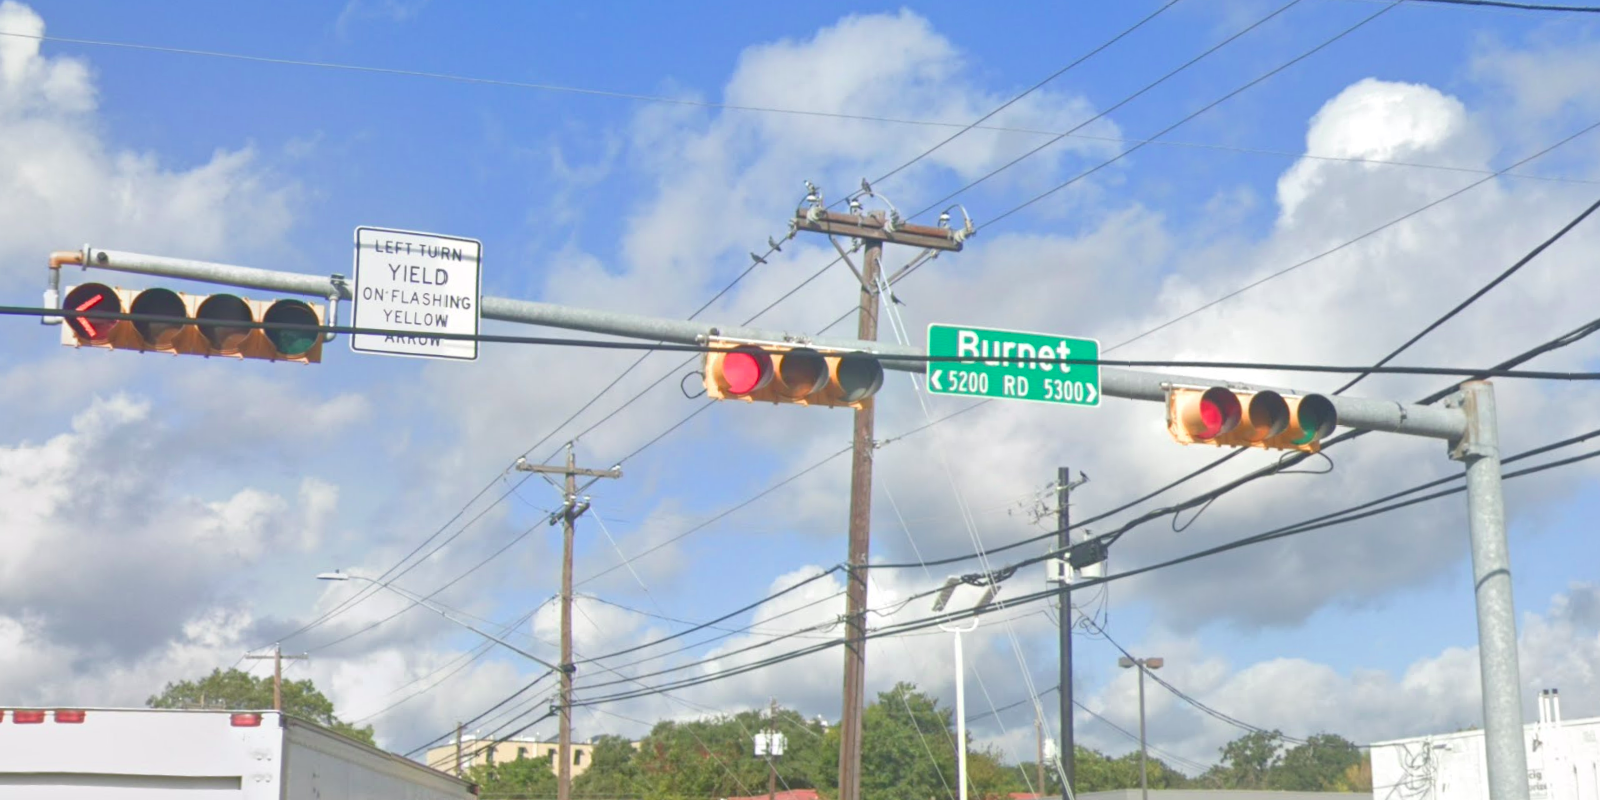 LEFT TURN
YIELD
ON FLASHING
YELLOW
ARROW
Burnet
< 5200 RD 5300 >